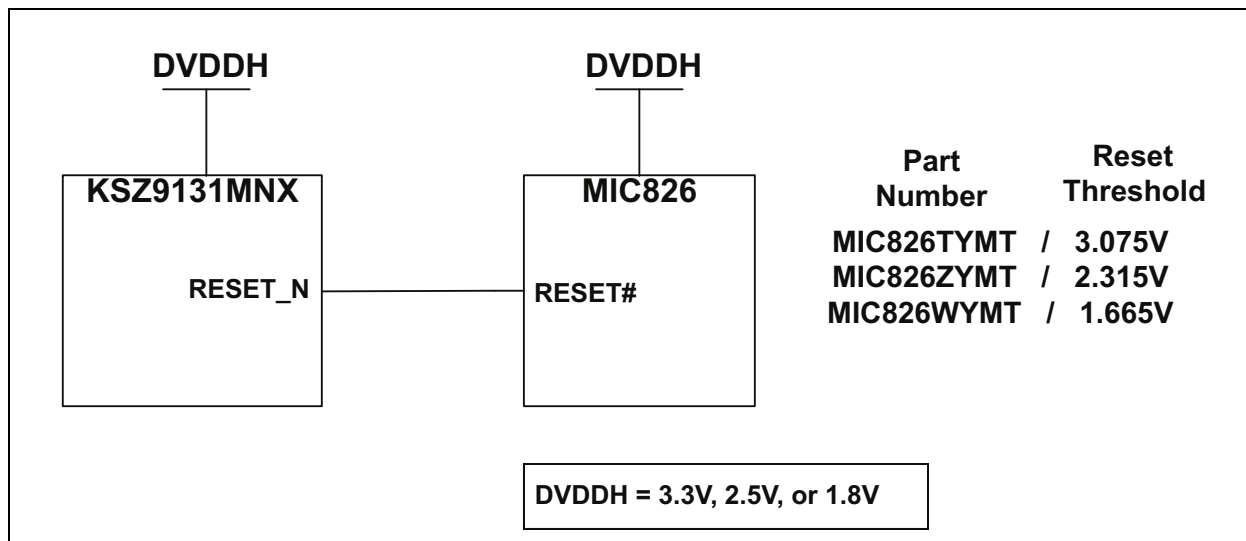 DVDDH
DVDDH
KSZ9131MNX
MIC826
RESET_N
RESET#
Part
Number
Reset
Threshold
MIC826TYMT / 3.075V
MIC826ZYMT / 2.315V
MIC826WYMT / 1.665V
DVDDH = 3.3V, 2.5V, or 1.8V